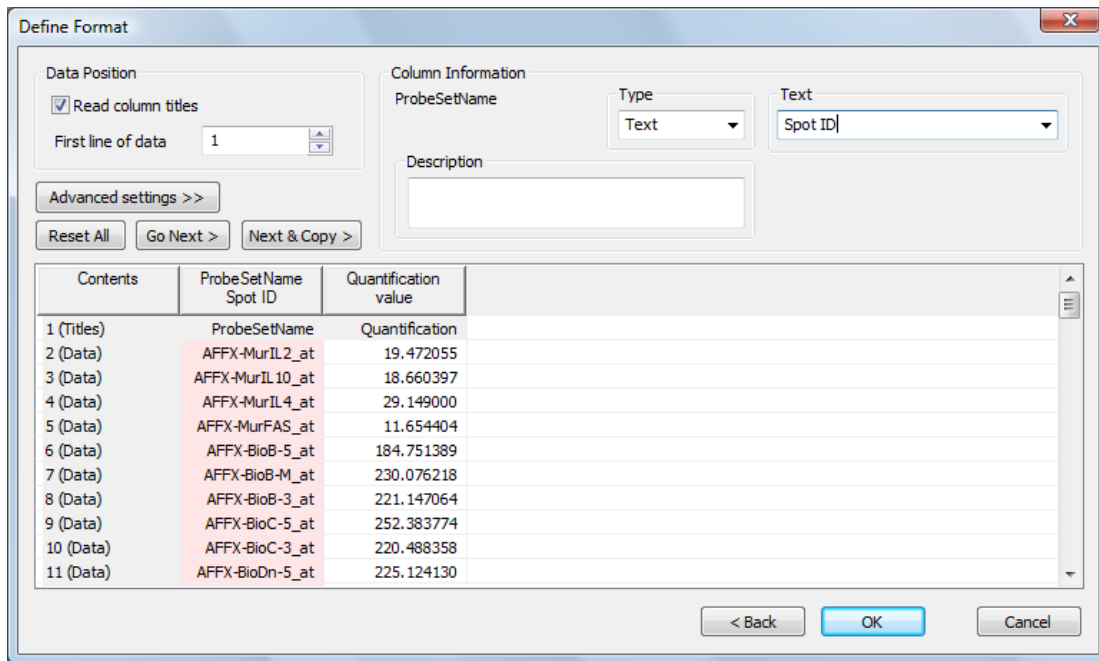 Define Format
Data Position
Read column titles
First line of data 1
Advanced settings >>
Reset All Go Next > Next & Copy >
Column Information
ProbeSetName
Type
Text
Text
Spot ID
Description
Contents ProbeSetName Quantification
Spot ID value
1 (Titles) ProbeSetName Quantification
2 (Data) AFFX-MurIL2_at 19.472055
3 (Data) AFFX-MurIL10_at 18.660397
4 (Data) AFFX-MurIL4_at 29.149000
5 (Data) AFFX-MurFAS_at 11.654404
6 (Data) AFFX-BioB-5_at 184.751389
7 (Data) AFFX-BioB-M_at 230.076218
8 (Data) AFFX-BioB-3_at 221.147064
9 (Data) AFFX-BioC-5_at 252.383774
10 (Data) AFFX-BioC-3_at 220.488358
11 (Data) AFFX-BioDn-5_at 225.124130
< Back OK Cancel